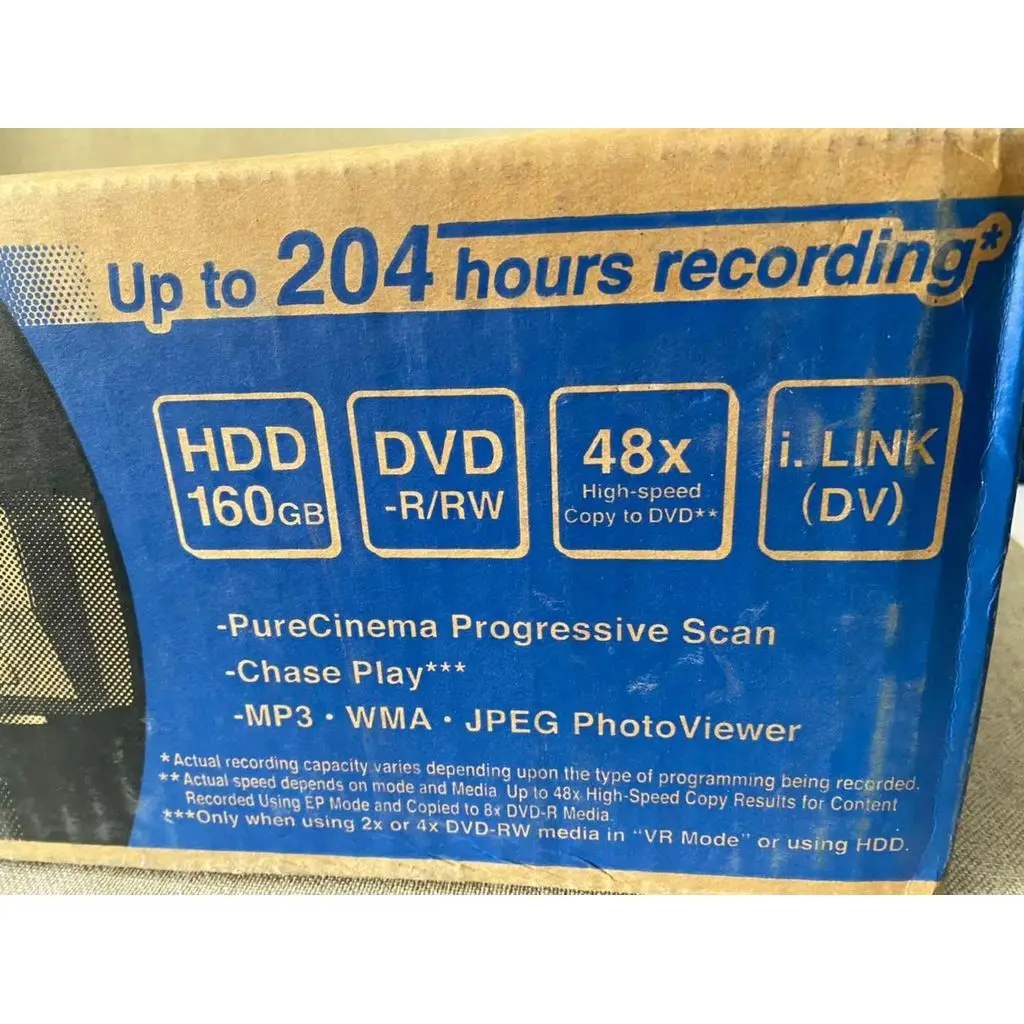 Up to 204 hours recording*
HDD
160GB
DVD
-R/RW
48x
High-speed
Copy to DVD**
i. LINK
(DV)
-PureCinema Progressive Scan
-Chase Play***
-MP3 · WMA · JPEG PhotoViewer
*Actual recording capacity varies depending upon the type of programming being recorded.
**Actual speed depends on mode and Media. Up to 48x High-Speed Copy Results for Content
Recorded Using EP Mode and Copied to 8x DVD-R Media.
***Only when using 2x or 4x DVD-RW media in "VR Mode" or using HDD.